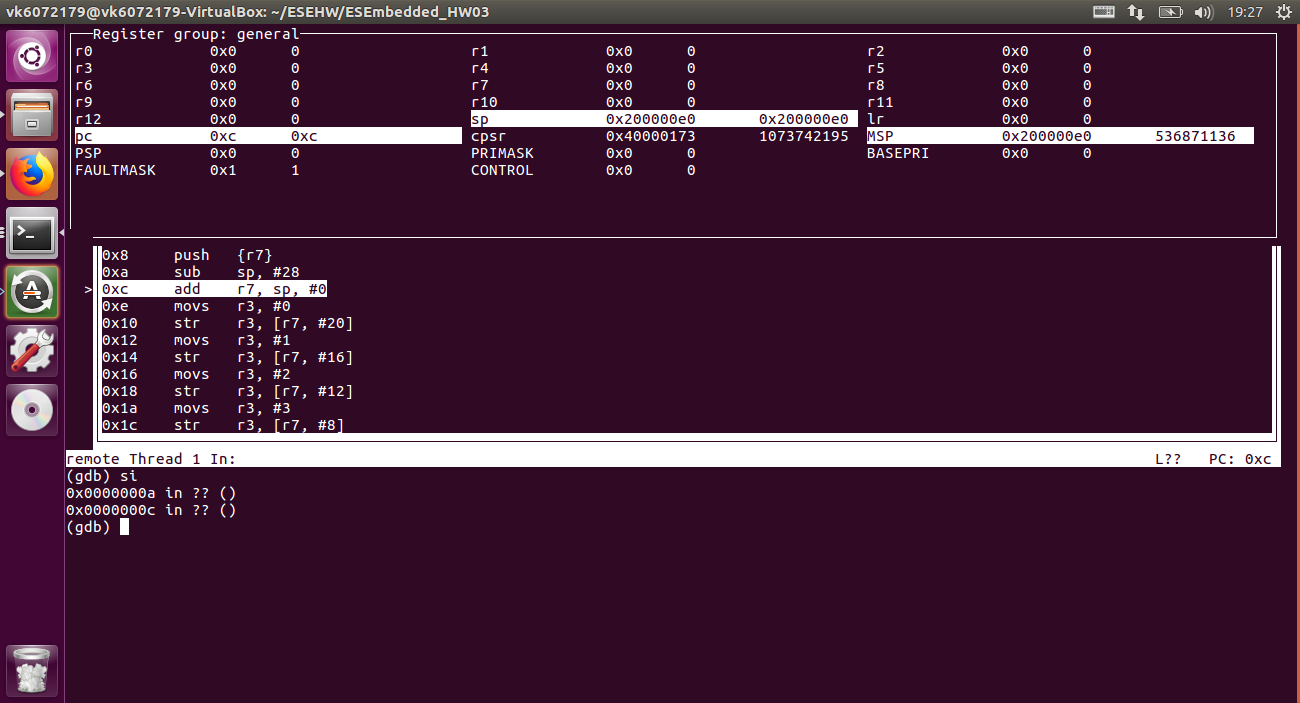 vk6072179@vk6072179-VirtualBox: ~/ESEHW/ESEmbedded_HW03 19:27
Register group: general
r0 0x0 0 r1 0x0 0 r2 0x0 0
r3 0x0 0 r4 0x0 0 r5 0x0 0
r6 0x0 0 r7 0x0 0 r8 0x0 0
r9 0x0 0 r10 0x0 0 r11 0x0 0
r12 0x0 0 sp 0x200000e0 0x200000e0 lr 0x0 0
pc 0xc 0xc cpsr 0x40000173 1073742195 MSP 0x200000e0 536871136
PSP 0x0 0 PRIMASK 0x0 0 BASEPRI 0x0 0
FAULTMASK 0x1 1 CONTROL 0x0 0
0x8 push {r7}
0xa sub sp, #28
>0xc add r7, sp, #0
0xe movs r3, #0
0x10 str r3, [r7, #20]
0x12 movs r3, #1
0x14 str r3, [r7, #16]
0x16 movs r3, #2
0x18 str r3, [r7, #12]
0x1a movs r3, #3
0x1c str r3, [r7, #8]
remote Thread 1 In: L?? PC: 0xc
(gdb) si
0x0000000a in ?? ()
0x0000000c in ?? ()
(gdb)